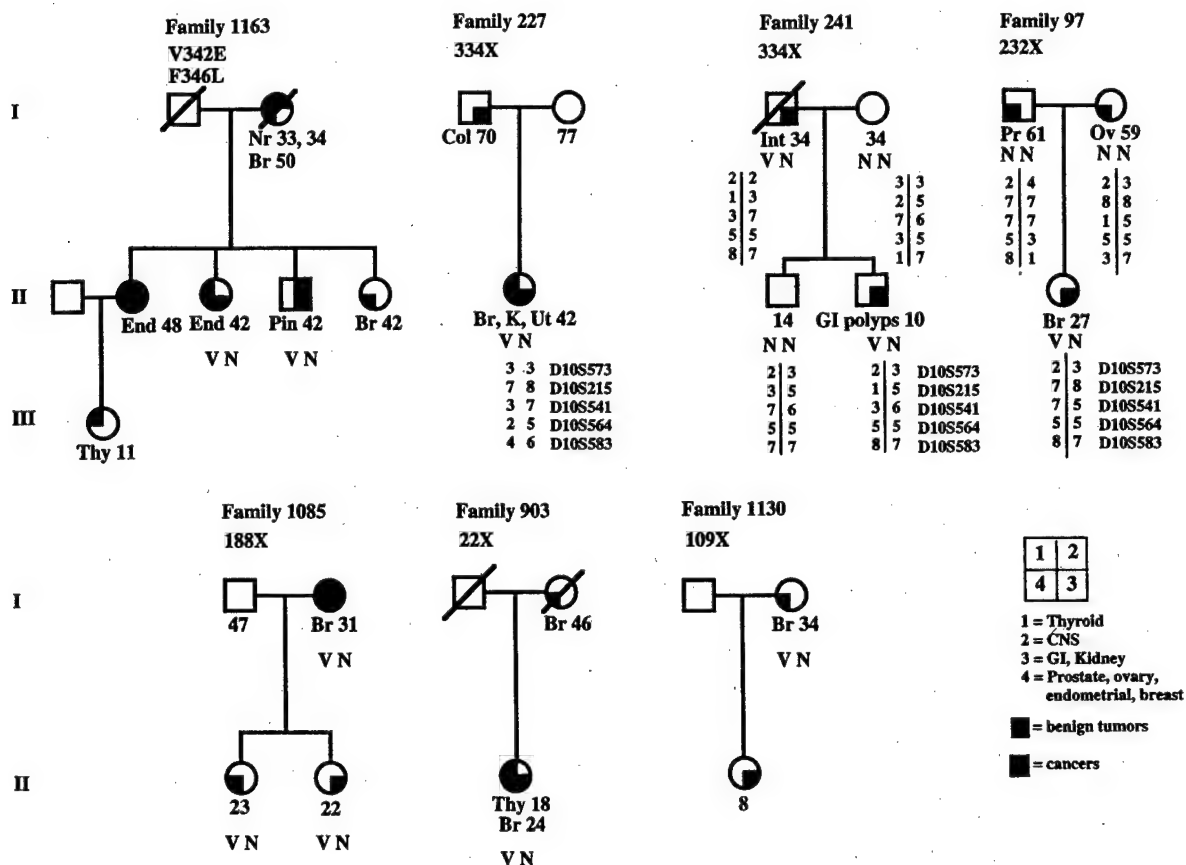 Family 1163
V342E
F346L
Family 227
334X
Family 241
334X
Family 97
232X
I
Nr 33, 34
Br 50
Col 70
77
Int 34
V N
34
N N
Pr 61
N N
Ov 59
N N
2 2
1 3
3 7
5 5
8 7
3 3
2 5
7 6
3 5
1 7
2 4
7 7
7 7
5 3
8 1
2 3
8 8
1 5
5 5
3 7
II
End 48
End 42
V N
Pin 42
V N
Br 42
Br, K, Ut 42
V N
3 3 D10S573
7 8 D10S215
3 7 D10S541
2 5 D10S564
4 6 D10S583
14
N N
2 3
3 5
7 6
5 5
7 7
GI polyps 10
V N
2 3 D10S573
1 5 D10S215
3 6 D10S541
5 5 D10S564
8 7 D10S583
Br 27
V N
2 3 D10S573
7 8 D10S215
7 5 D10S541
5 5 D10S564
8 7 D10S583
III
Thy 11
Family 1085
188X
Family 903
22X
Family 1130
109X
I
47
Br 31
V N
Br 46
Br 34
V N
II
23
V N
22
V N
Thy 18
Br 24
V N
8
1 2
4 3
1 = Thyroid
2 = CNS
3 = GI, Kidney
4 = Prostate, ovary,
endometrial, breast
= benign tumors
= cancers